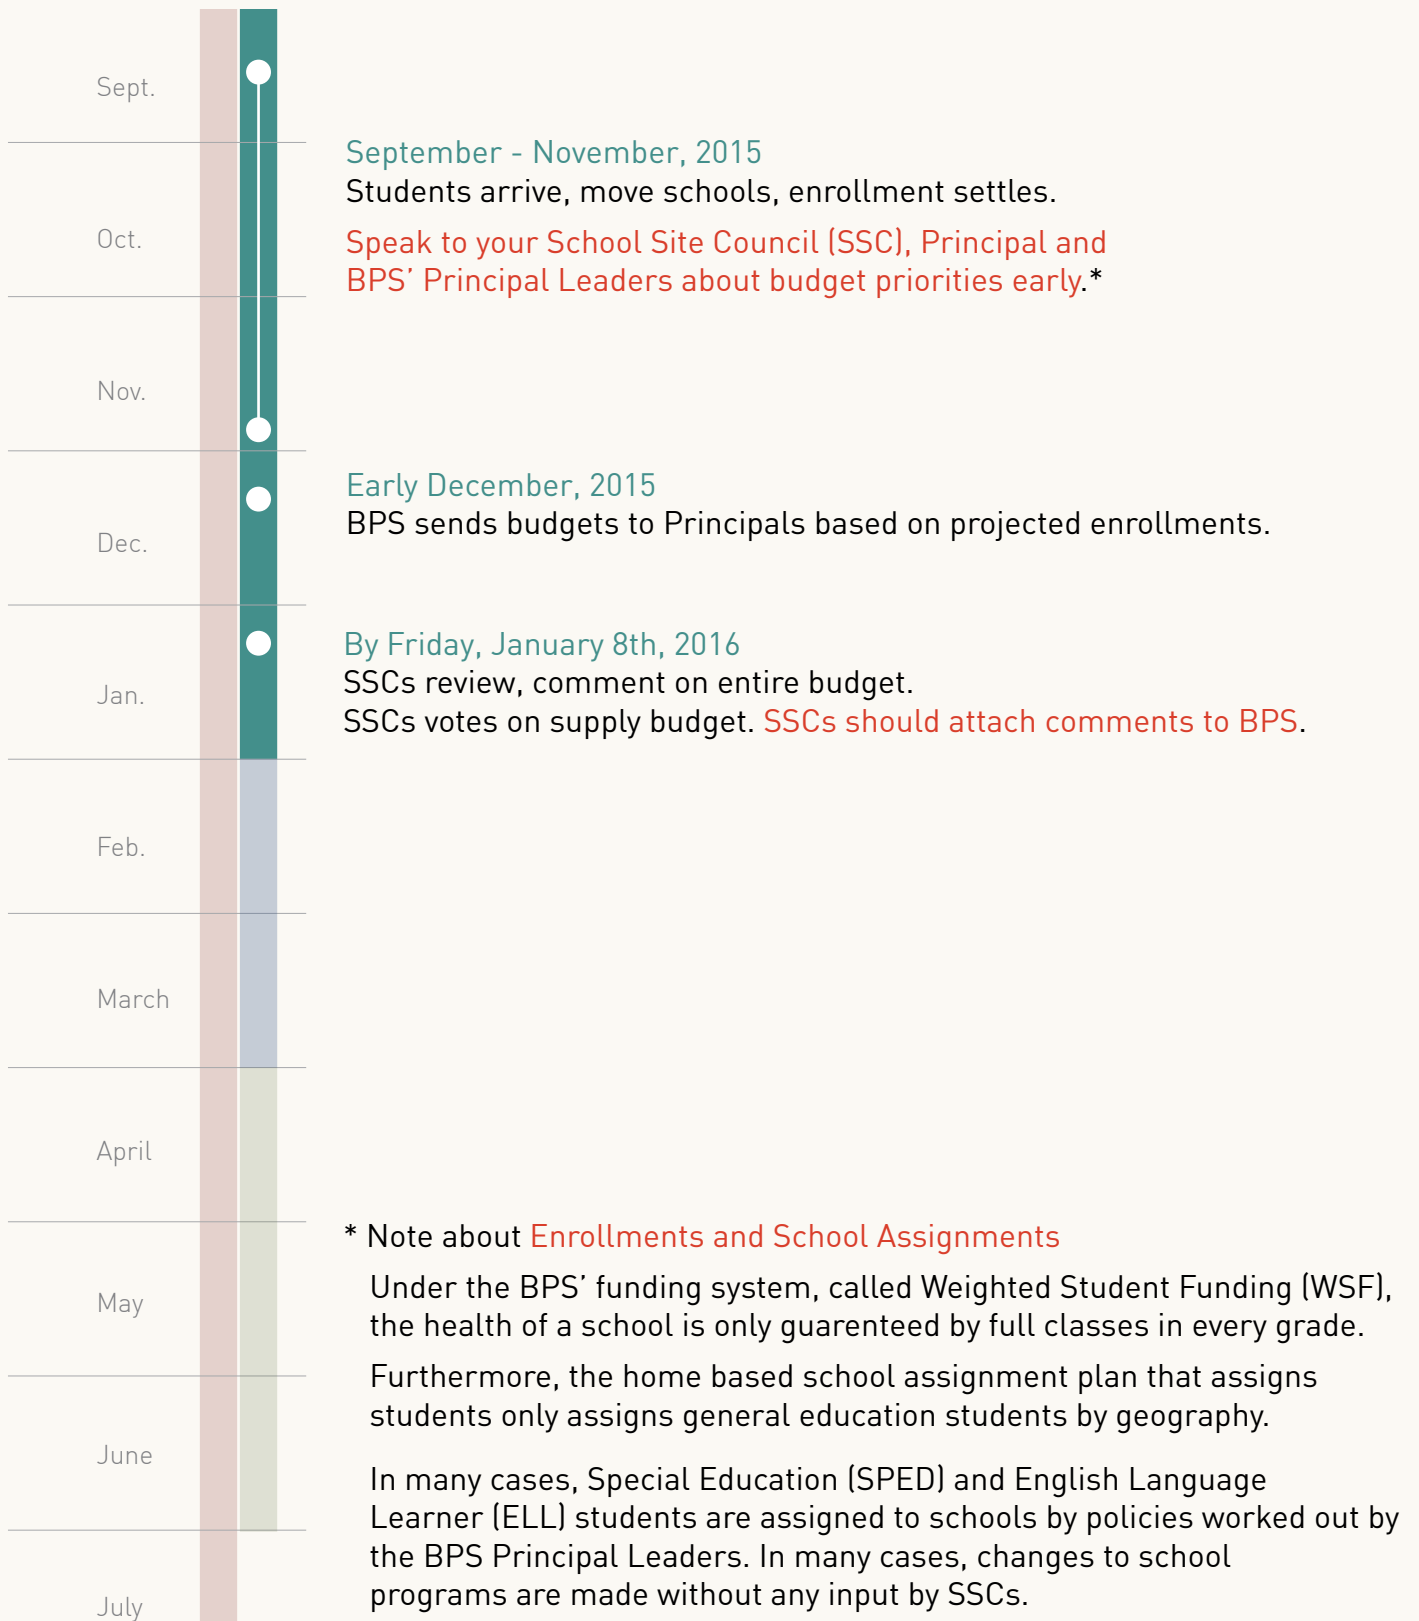 Sept.
September - November, 2015
Students arrive, move schools, enrollment settles.
Oct.
Speak to your School Site Council (SSC), Principal and
BPS’ Principal Leaders about budget priorities early.*
Nov.
Early December, 2015
BPS sends budgets to Principals based on projected enrollments.
Dec.
By Friday, January 8th, 2016
SSCs review, comment on entire budget.
Jan.
SSCs votes on supply budget. SSCs should attach comments to BPS.
Feb.
March
April
* Note about Enrollments and School Assignments
May
Under the BPS’ funding system, called Weighted Student Funding (WSF),
the health of a school is only guarenteed by full classes in every grade.
Furthermore, the home based school assignment plan that assigns
students only assigns general education students by geography.
June
In many cases, Special Education (SPED) and English Language
Learner (ELL) students are assigned to schools by policies worked out by
the BPS Principal Leaders. In many cases, changes to school
programs are made without any input by SSCs.
July